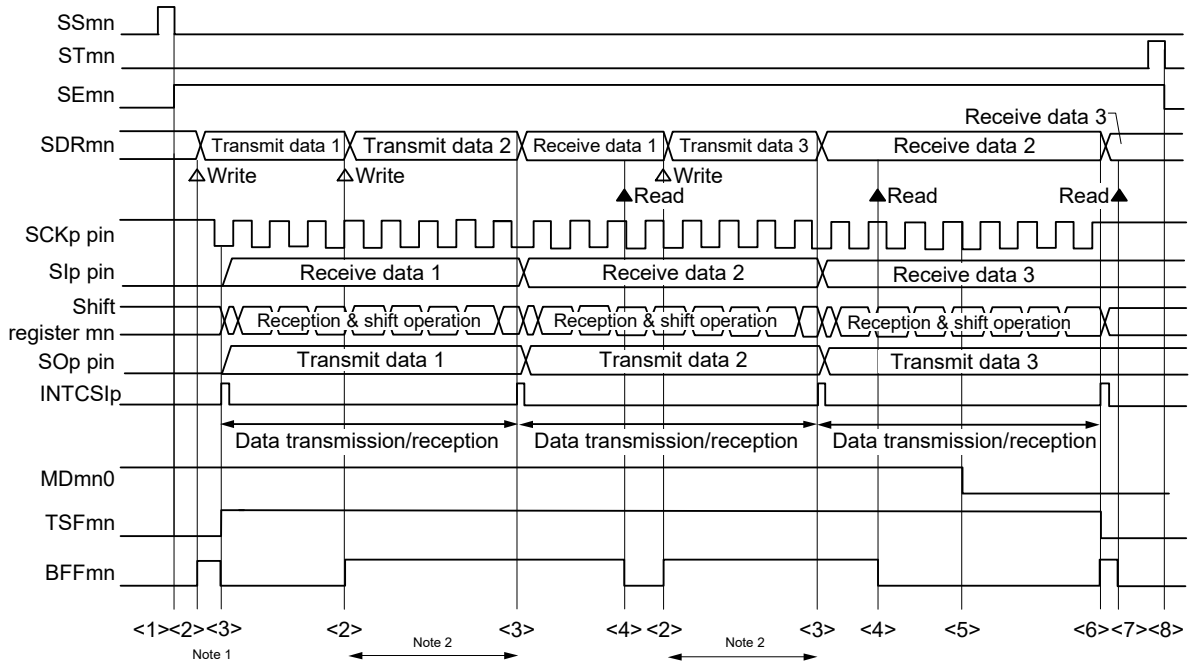 SSmn
STmn
SEmn
Receive data 3
SDRmn Transmit data 1 Transmit data 2 Receive data 1 Transmit data 3 Receive data 2
Write Write Write
Read Read Read
SCKp pin
SIp pin Receive data 1 Receive data 2 Receive data 3
Shift
register mn Reception & shift operation Reception & shift operation Reception & shift operation
SOp pin Transmit data 1 Transmit data 2 Transmit data 3
INTCSIp
Data transmission/reception Data transmission/reception Data transmission/reception
MDmn0
TSFmn
BFFmn
<1> <2> <3> <2> <3> <4> <2> <3> <4> <5> <6> <7> <8>
Note 1 Note 2 Note 2